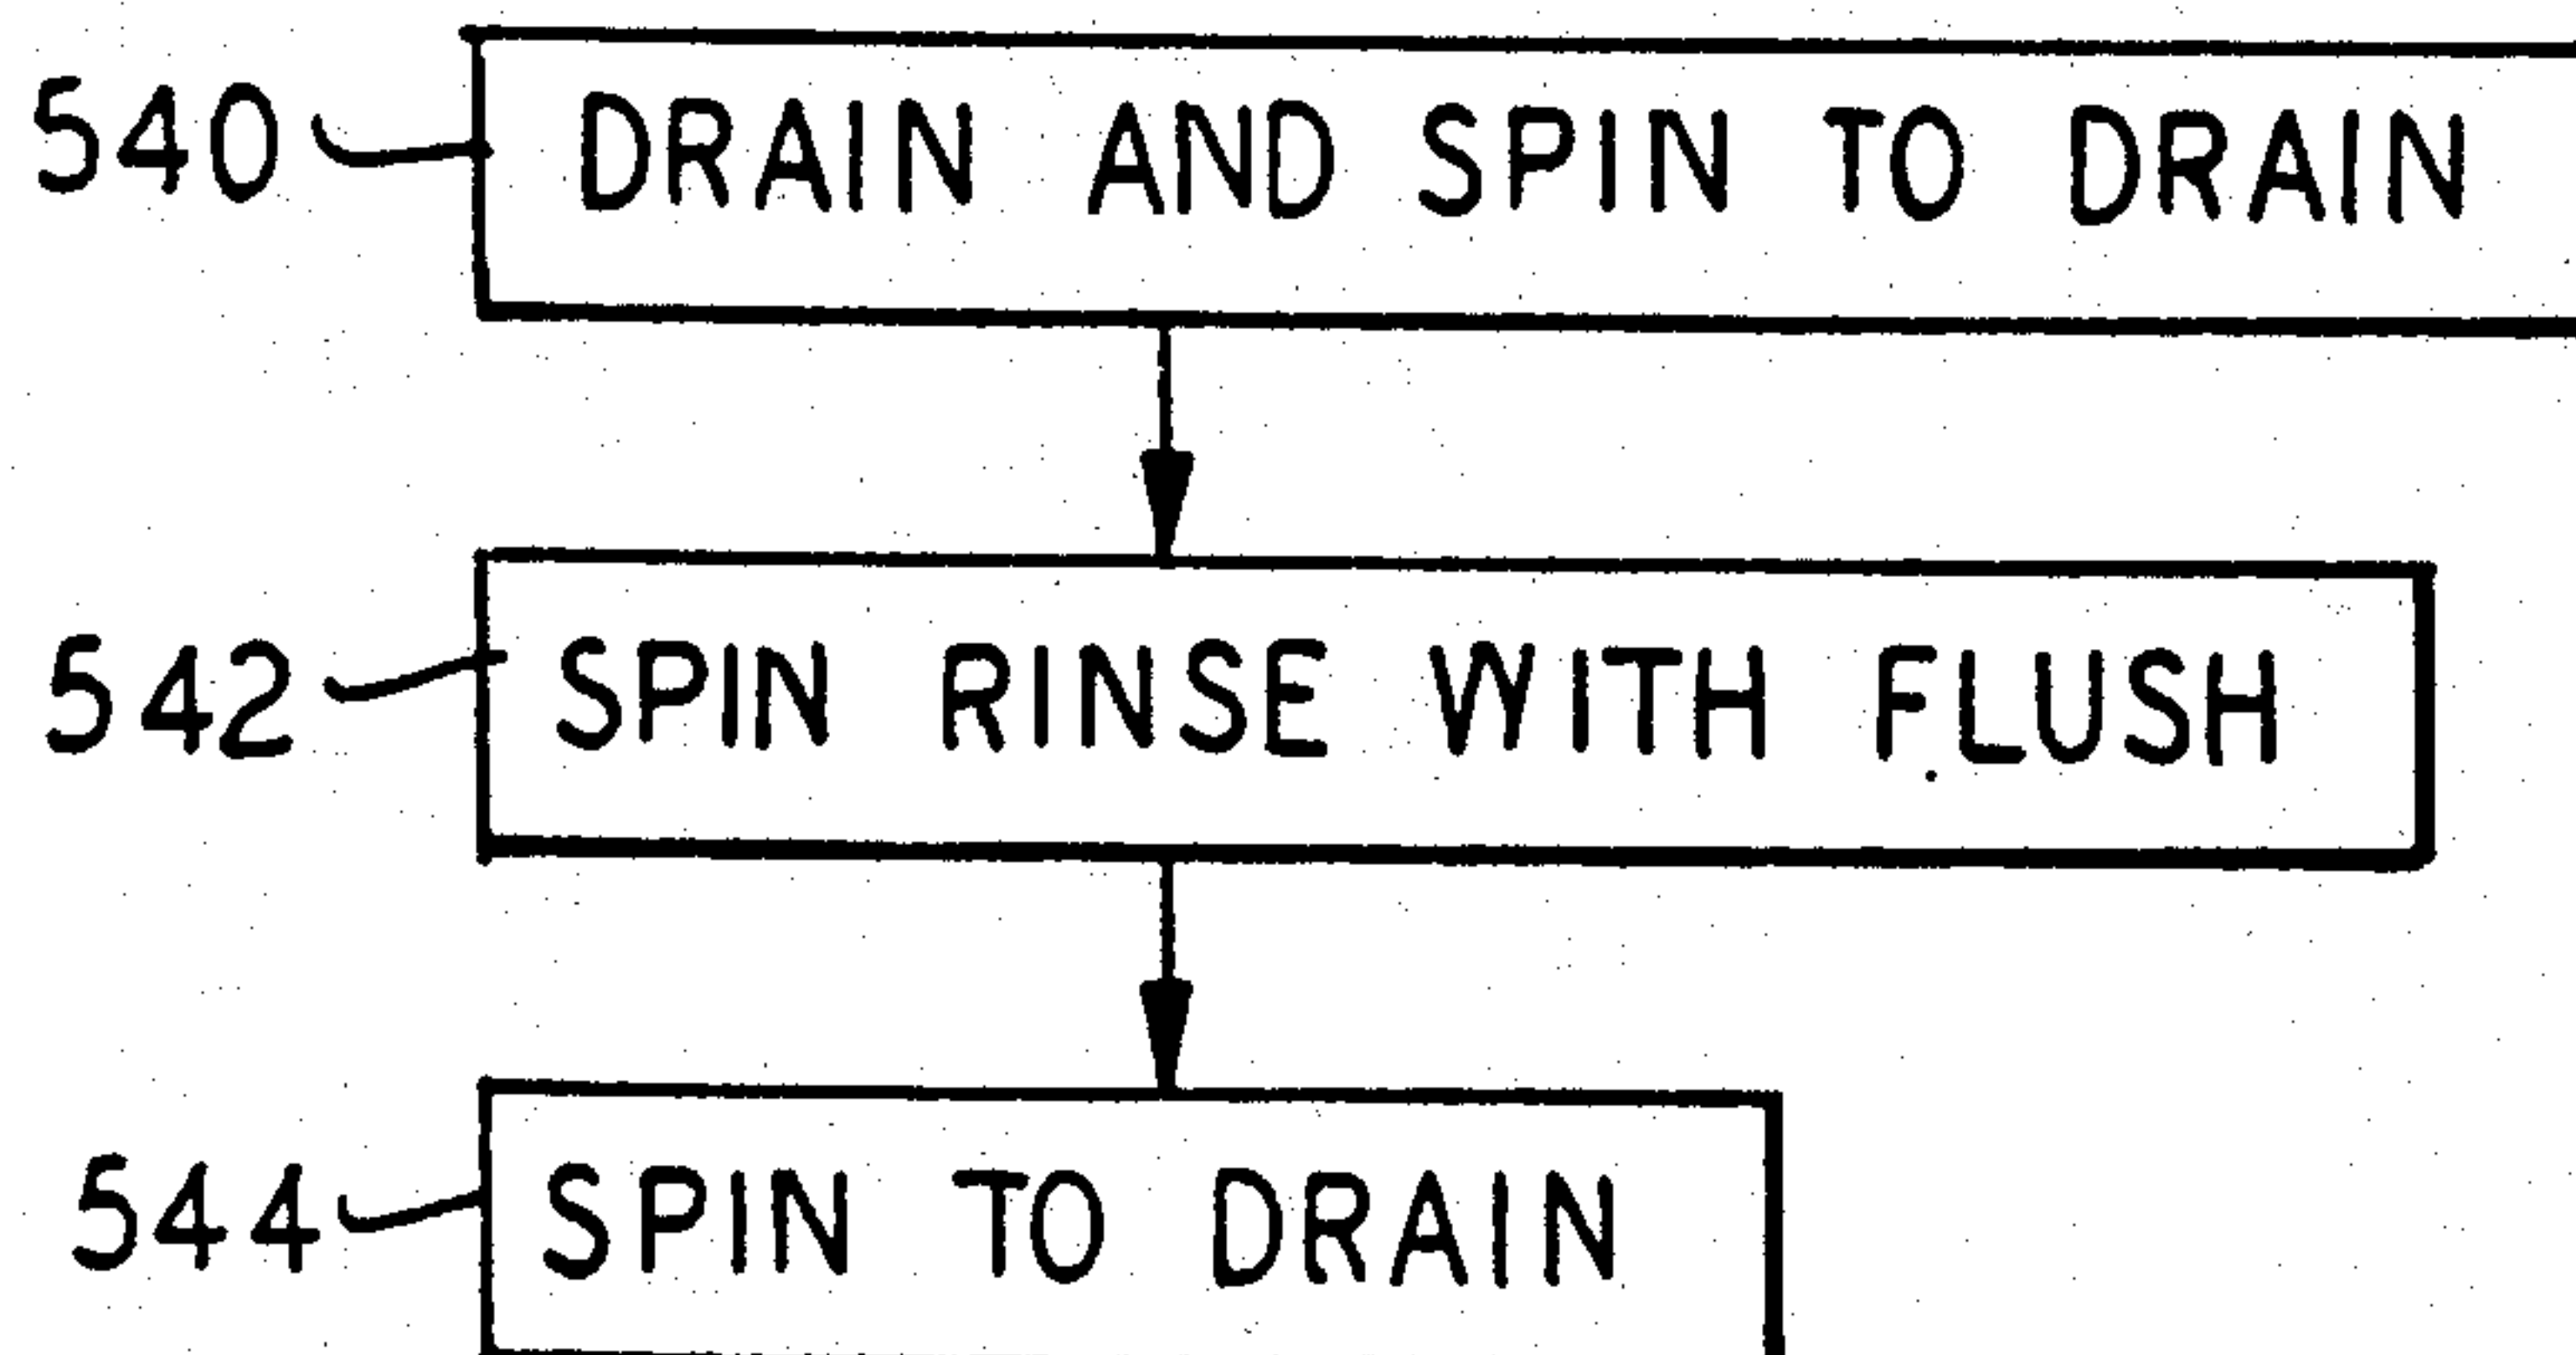 540 DRAIN AND SPIN TO DRAIN
542 SPIN RINSE WITH FLUSH
544 SPIN TO DRAIN